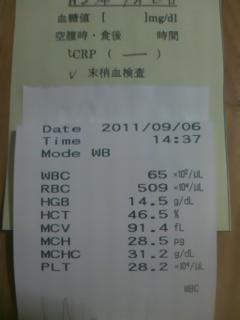 血糖値 [ ]mg/dl
空腹時・食後 時間
CRP ( — )
✓ 末梢血検査
Date 2011/09/06
Time 14:37
Mode WB
WBC 65 ×10²/μL
RBC 509 ×10⁴/μL
HGB 14.5 g/dL
HCT 46.5 %
MCV 91.4 fL
MCH 28.5 pg
MCHC 31.2 g/dL
PLT 28.2 ×10⁴/μL
WBC